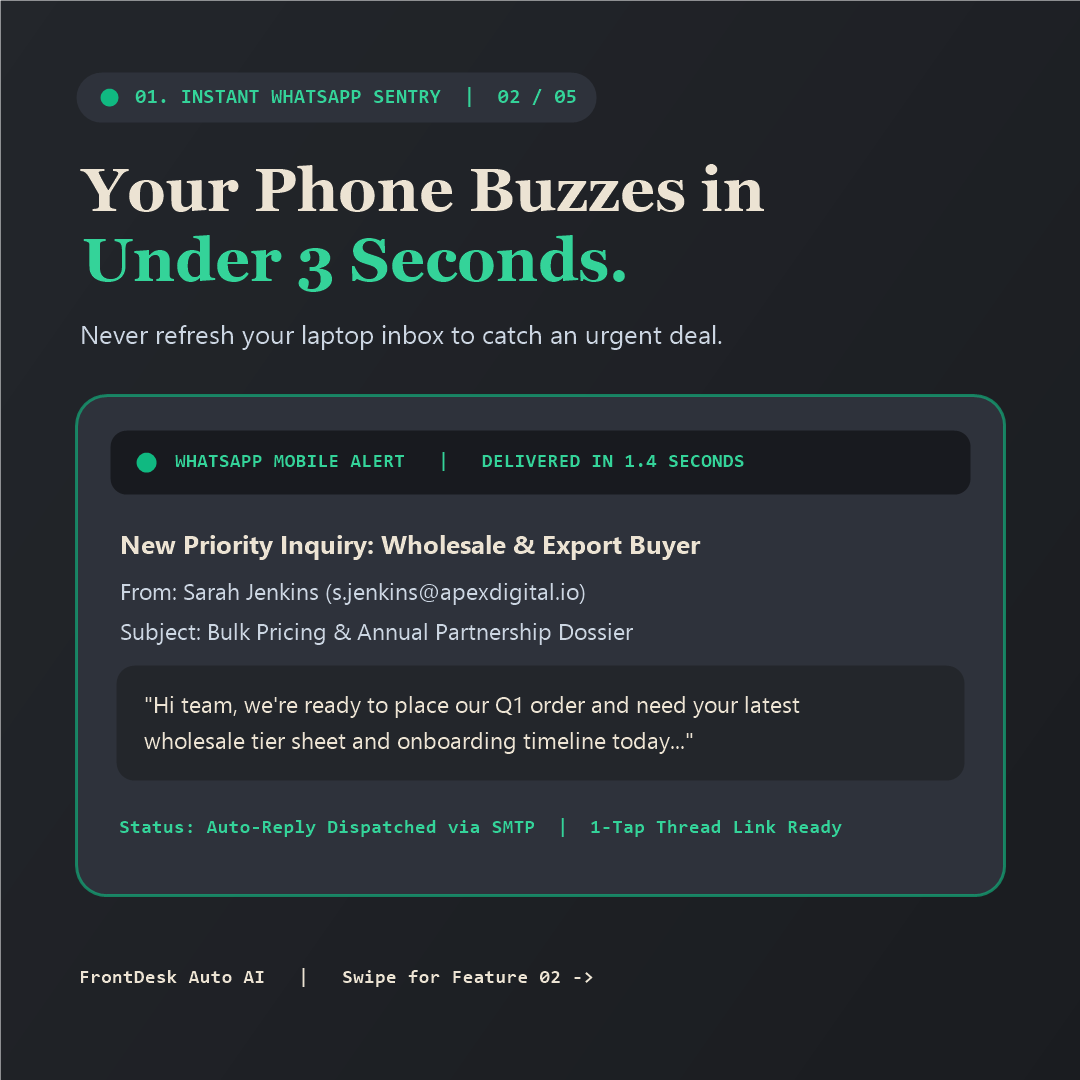 01. INSTANT WHATSAPP SENTRY | 02 / 05
Your Phone Buzzes in
Under 3 Seconds.
Never refresh your laptop inbox to catch an urgent deal.
WHATSAPP MOBILE ALERT | DELIVERED IN 1.4 SECONDS
New Priority Inquiry: Wholesale & Export Buyer
From: Sarah Jenkins (s.jenkins@apexdigital.io)
Subject: Bulk Pricing & Annual Partnership Dossier
"Hi team, we're ready to place our Q1 order and need your latest
wholesale tier sheet and onboarding timeline today..."
Status: Auto-Reply Dispatched via SMTP | 1-Tap Thread Link Ready
FrontDesk Auto AI | Swipe for Feature 02 ->